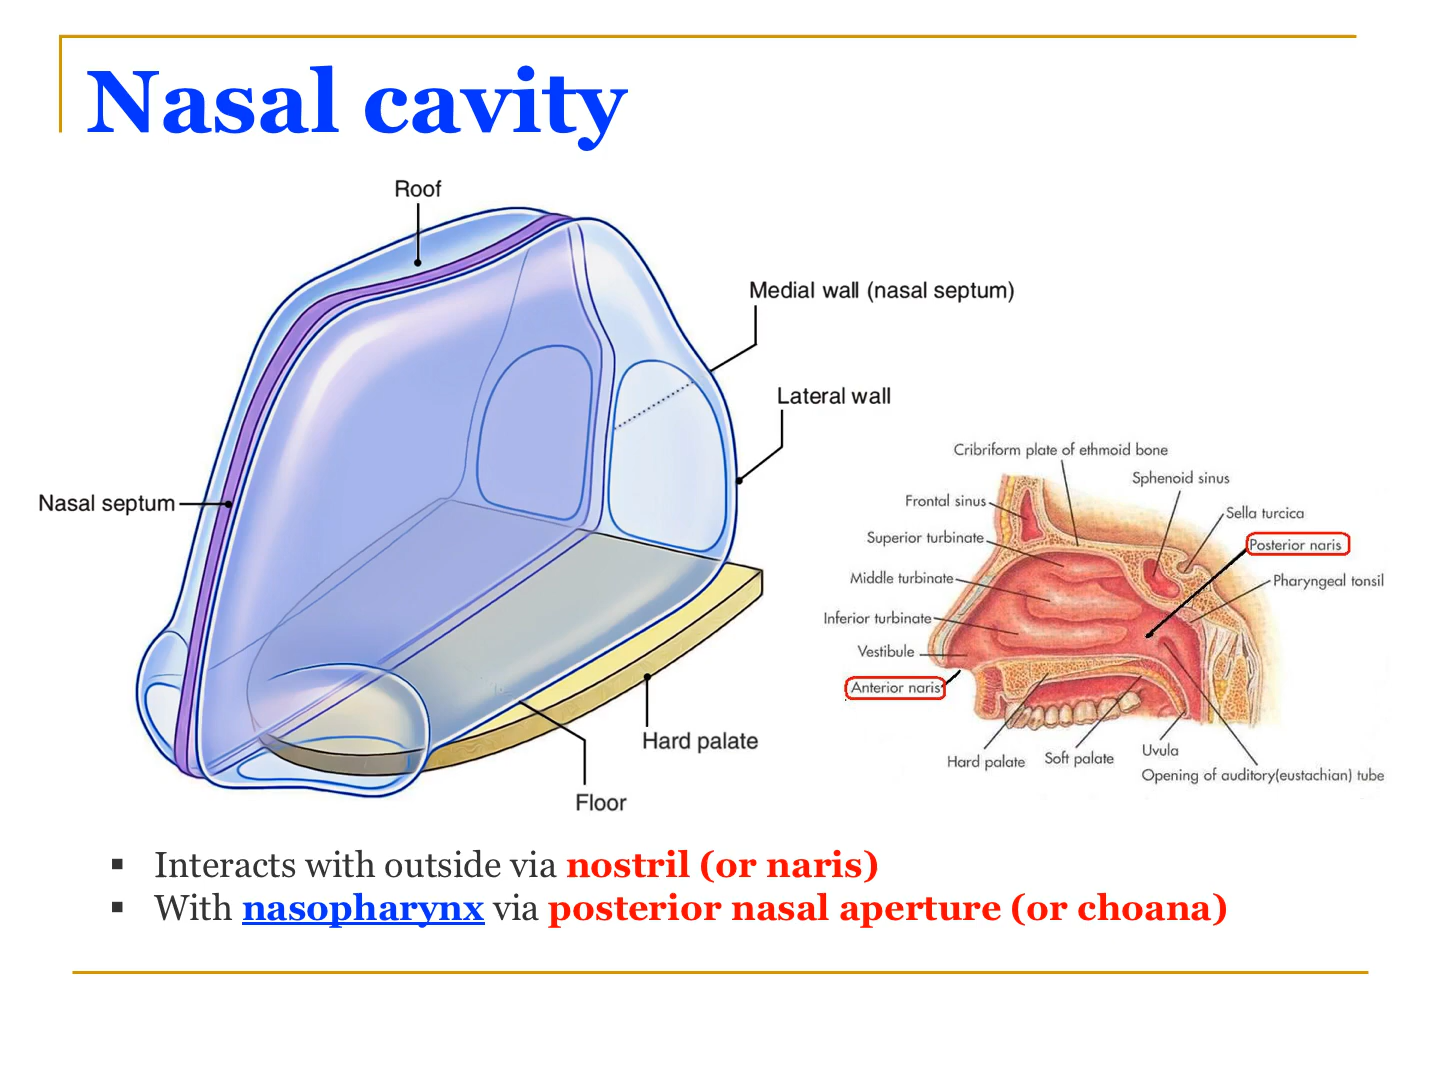 Nasal cavity
Roof
Medial wall (nasal septum)
Lateral wall
Nasal septum
Hard palate
Floor
Cribriform plate of ethmoid bone
Sphenoid sinus
Frontal sinus
Sella turcica
Superior turbinate
Posterior naris
Middle turbinate
Pharyngeal tonsil
Inferior turbinate
Vestibule
Anterior naris
Hard palate
Soft palate
Uvula
Opening of auditory(eustachian) tube
▪ Interacts with outside via nostril (or naris)
▪ With nasopharynx via posterior nasal aperture (or choana)